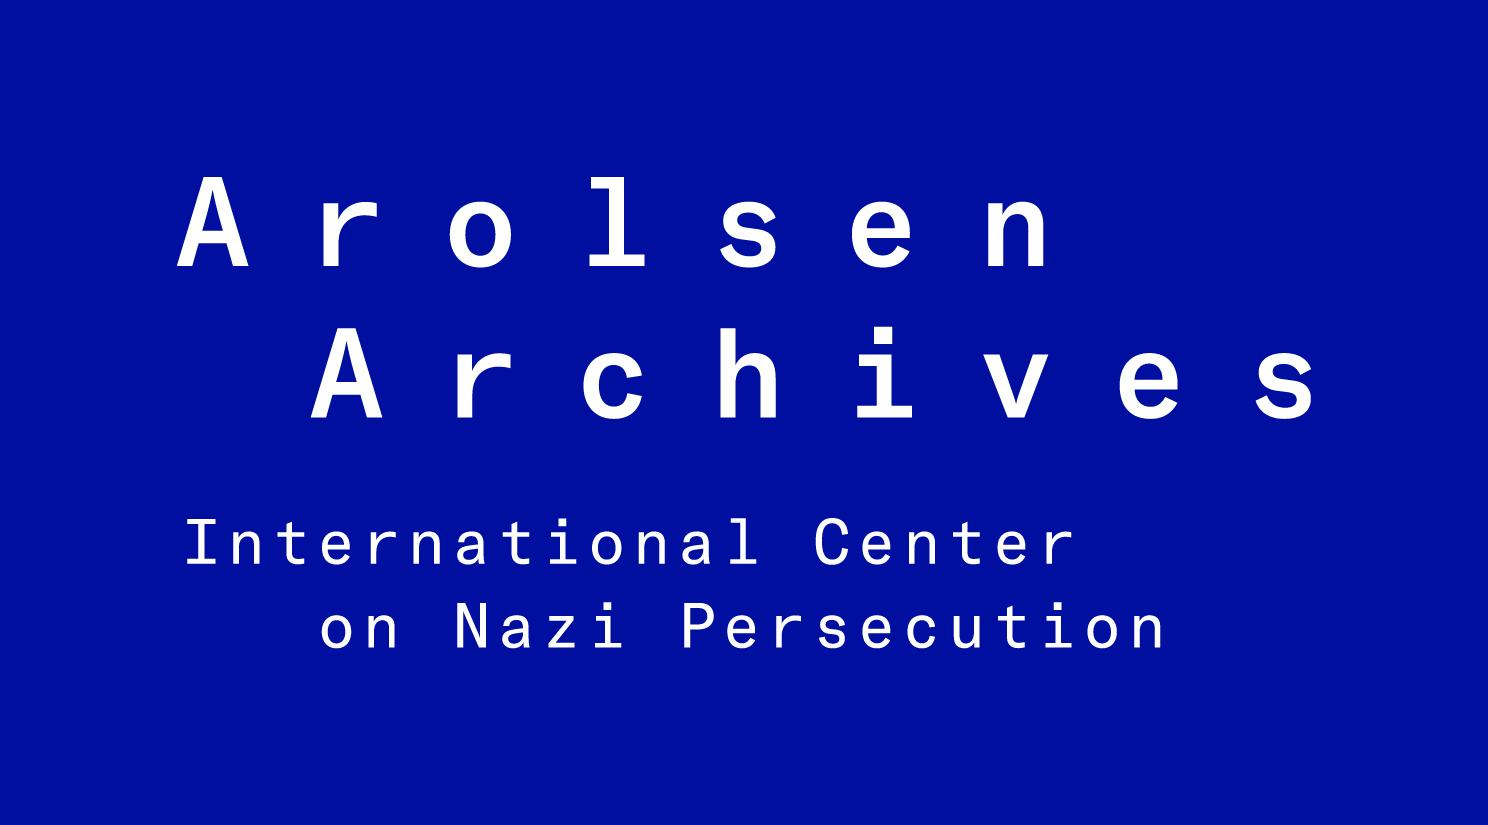 Arolsen
Archives
International Center
on Nazi Persecution